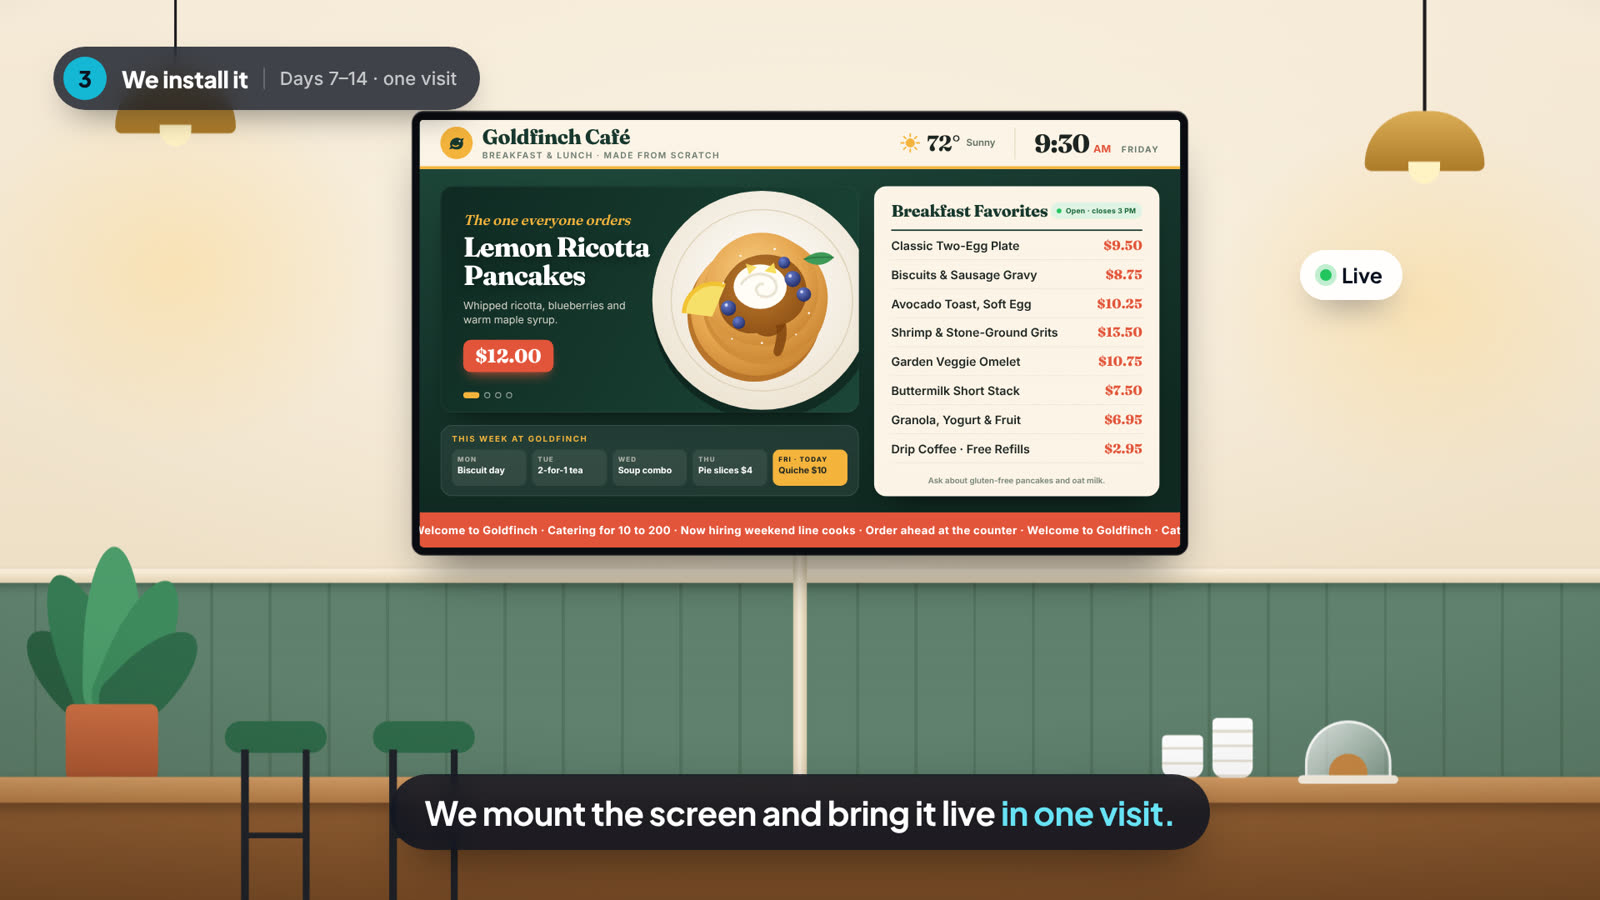 3 We install it Days 7–14 · one visit
Goldfinch Café
BREAKFAST & LUNCH · MADE FROM SCRATCH
72° Sunny
9:30 AM FRIDAY
The one everyone orders
Lemon Ricotta
Pancakes
Whipped ricotta, blueberries and
warm maple syrup.
$12.00
Breakfast Favorites
Open · closes 3 PM
Classic Two-Egg Plate $9.50
Biscuits & Sausage Gravy $8.75
Avocado Toast, Soft Egg $10.25
Shrimp & Stone-Ground Grits $13.50
Garden Veggie Omelet $10.75
Buttermilk Short Stack $7.50
Granola, Yogurt & Fruit $6.95
Drip Coffee · Free Refills $2.95
Ask about gluten-free pancakes and oat milk.
THIS WEEK AT GOLDFINCH
MON
Biscuit day
TUE
2-for-1 tea
WED
Soup combo
THU
Pie slices $4
FRI · TODAY
Quiche $10
Welcome to Goldfinch · Catering for 10 to 200 · Now hiring weekend line cooks · Order ahead at the counter · Welcome to Goldfinch · Cat
Live
We mount the screen and bring it live in one visit.